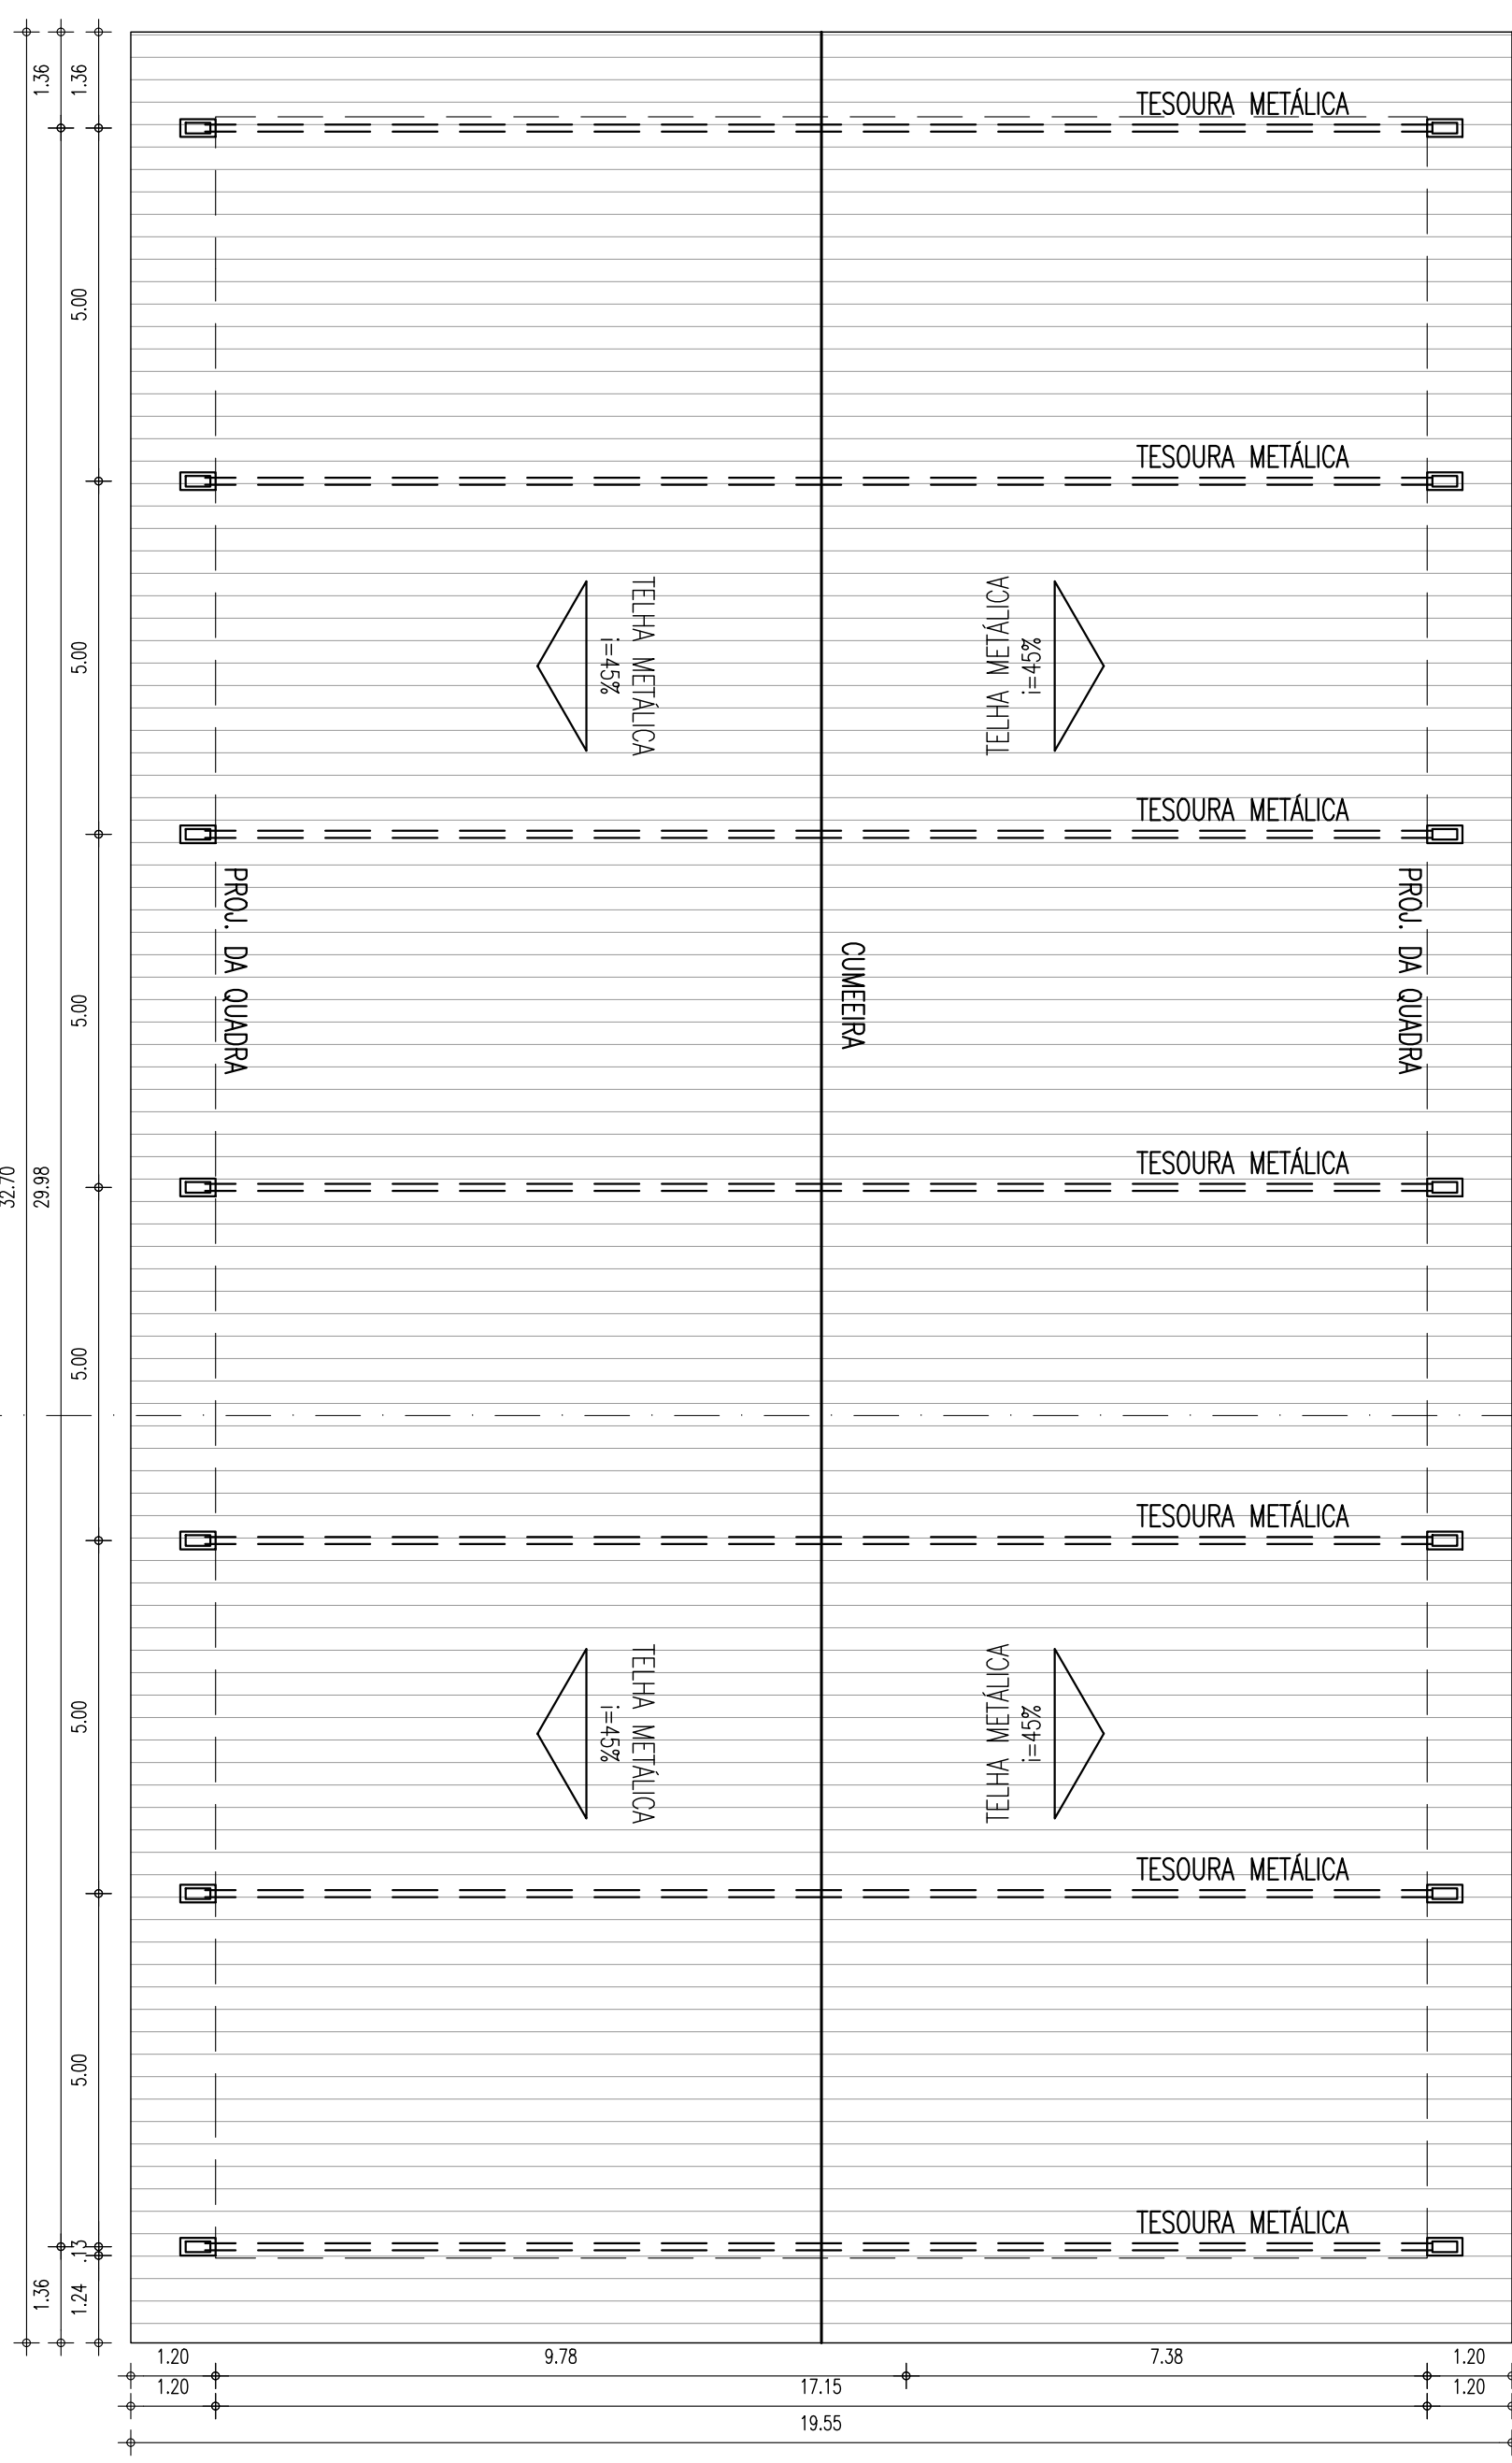 1.36
1.36
TESOURA METÁLICA
5.00
TESOURA METÁLICA
5.00
TELHA METÁLICA
i=45%
TELHA METÁLICA
i=45%
TESOURA METÁLICA
PROJ. DA QUADRA
CUMEEIRA
PROJ. DA QUADRA
5.00
32.70
29.98
TESOURA METÁLICA
5.00
TESOURA METÁLICA
5.00
TELHA METÁLICA
i=45%
TELHA METÁLICA
i=45%
TESOURA METÁLICA
5.00
TESOURA METÁLICA
.13
1.36
1.24
1.20
9.78
7.38
1.20
1.20
17.15
1.20
19.55